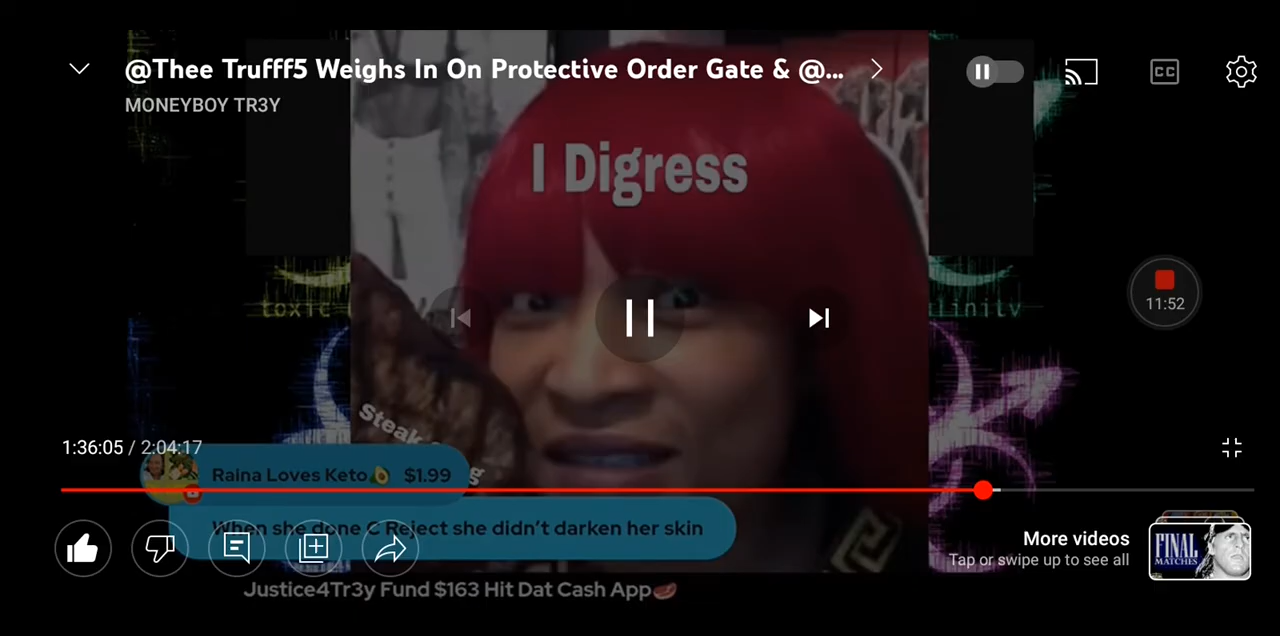 @Thee Trufff5 Weighs In On Protective Order Gate & @...
MONEYBOY TR3Y
CC
I Digress
toxic
11:52
Steak
1:36:05 / 2:04:17
Raina Loves Keto🥑 $1.99
When she done C Reject she didn't darken her skin
More videos
Tap or swipe up to see all
FINAL
MATCHES
Justice4Tr3y Fund $163 Hit Dat Cash App🥩